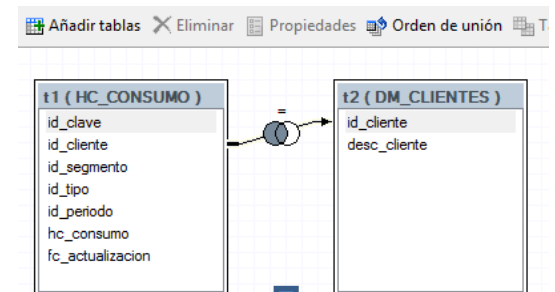 Añadir tablas Eliminar Propiedades Orden de unión T
t1 ( HC_CONSUMO )
id_clave
id_cliente
id_segmento
id_tipo
id_periodo
hc_consumo
fc_actualizacion
=
t2 ( DM_CLIENTES )
id_cliente
desc_cliente